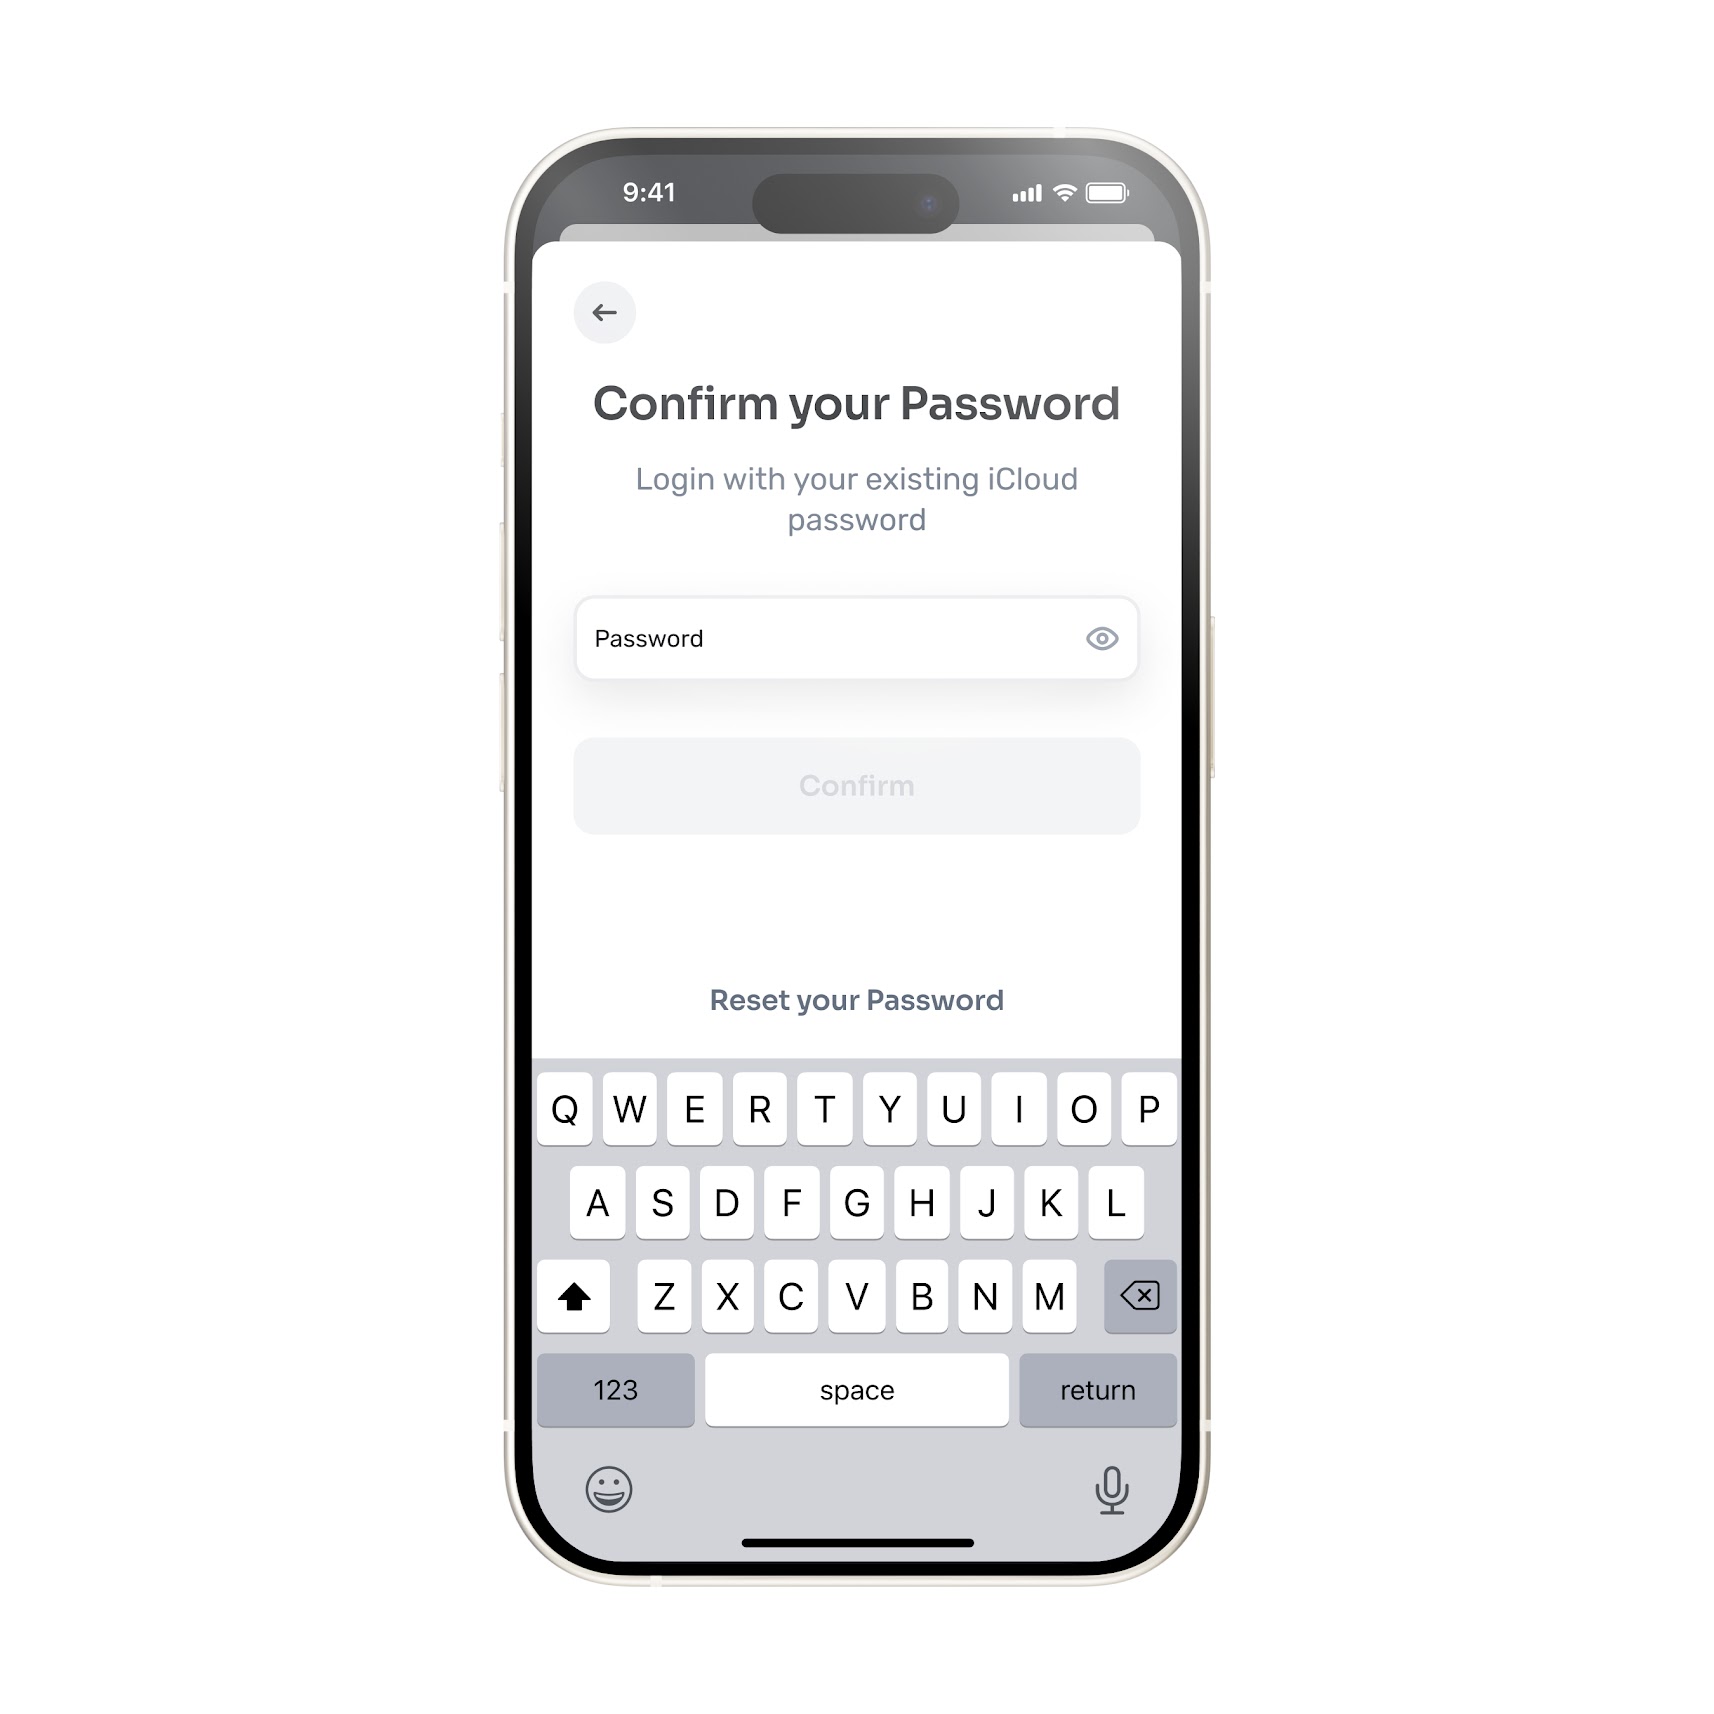 9:41
Confirm your Password
Login with your existing iCloud
password
Password
Confirm
Reset your Password
Q W E R T Y U I O P
A S D F G H J K L
Z X C V B N M
123 space return